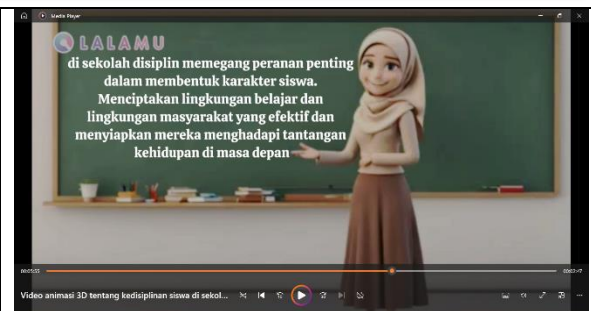 Media Player
LALAMU
di sekolah disiplin memegang peranan penting
dalam membentuk karakter siswa.
Menciptakan lingkungan belajar dan
lingkungan masyarakat yang efektif dan
menyiapkan mereka menghadapi tantangan
kehidupan di masa depan
Video animasi 3D tentang kedisiplinan siswa di sekol...